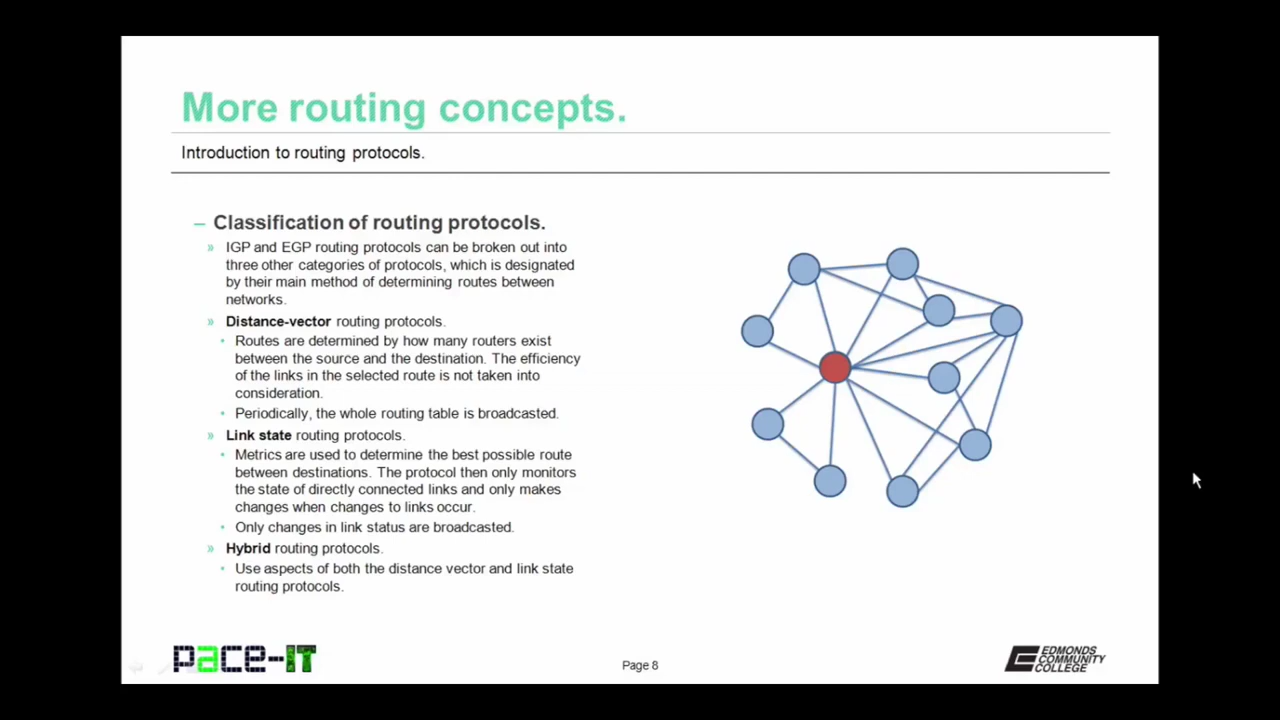 More routing concepts.
Introduction to routing protocols.
– Classification of routing protocols.
» IGP and EGP routing protocols can be broken out into
three other categories of protocols, which is designated
by their main method of determining routes between
networks.
» Distance-vector routing protocols.
• Routes are determined by how many routers exist
between the source and the destination. The efficiency
of the links in the selected route is not taken into
consideration.
• Periodically, the whole routing table is broadcasted.
» Link state routing protocols.
• Metrics are used to determine the best possible route
between destinations. The protocol then only monitors
the state of directly connected links and only makes
changes when changes to links occur.
• Only changes in link status are broadcasted.
» Hybrid routing protocols.
• Use aspects of both the distance vector and link state
routing protocols.
pace-IT
Page 8
EDMONDS
COMMUNITY
COLLEGE